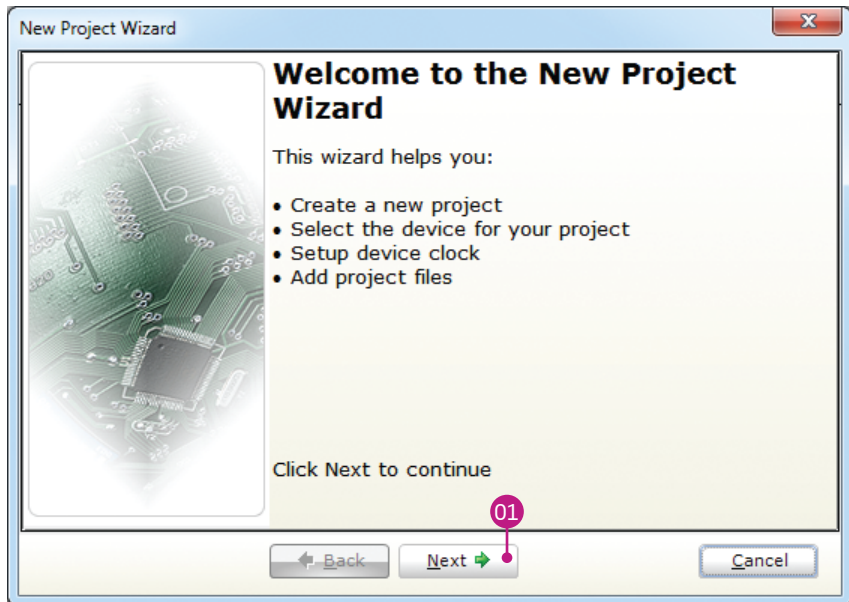 New Project Wizard
Welcome to the New Project
Wizard
This wizard helps you:
• Create a new project
• Select the device for your project
• Setup device clock
• Add project files
Click Next to continue
01
Back
Next
Cancel